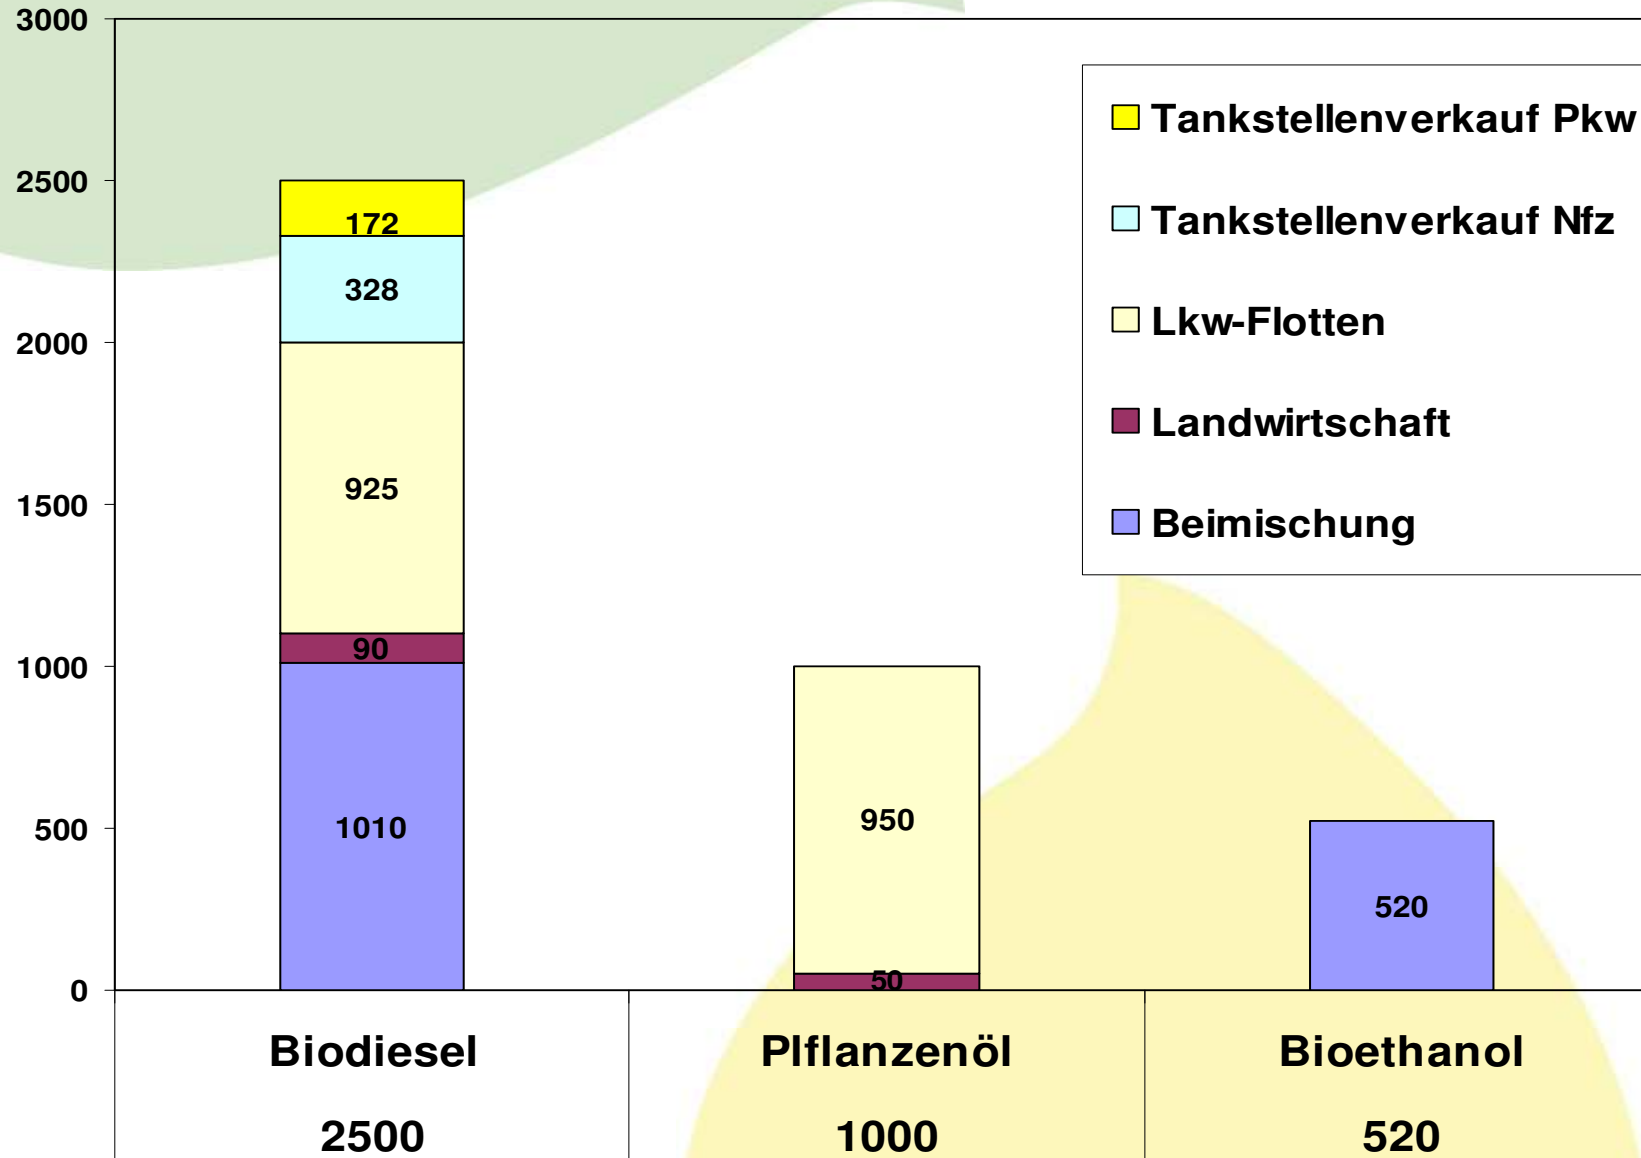 3000
2500
2000
1500
1000
500
0
172
328
925
90
1010
950
50
520
Tankstellenverkauf Pkw
Tankstellenverkauf Nfz
Lkw-Flotten
Landwirtschaft
Beimischung
Biodiesel
Plflanzenöl
Bioethanol
2500
1000
520